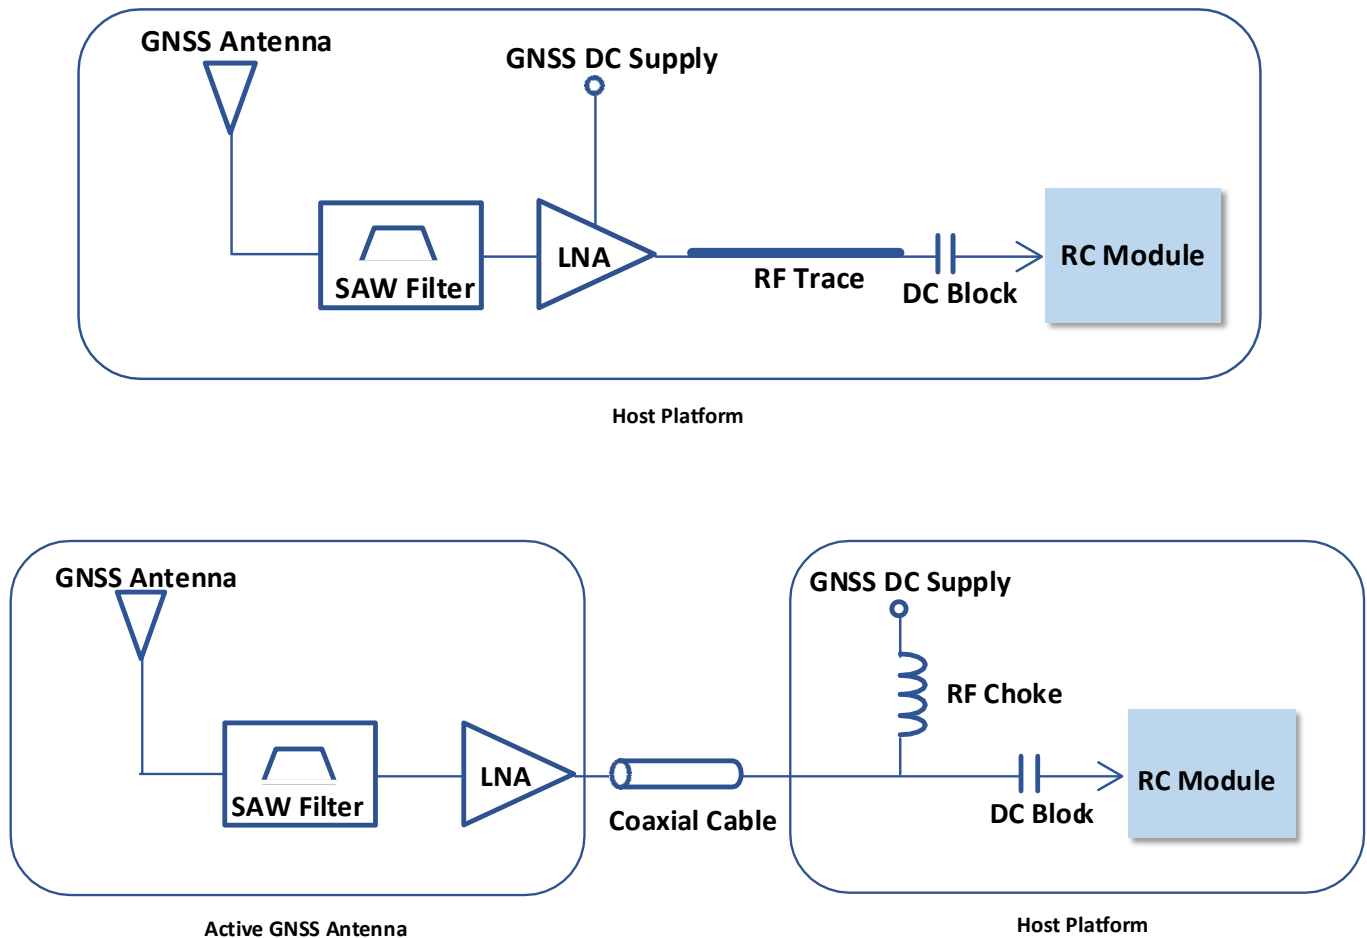 GNSS Antenna
GNSS DC Supply
SAW Filter
LNA
RF Trace
DC Block
RC Module
Host Platform
GNSS Antenna
SAW Filter
LNA
Coaxial Cable
GNSS DC Supply
RF Choke
DC Block
RC Module
Active GNSS Antenna
Host Platform